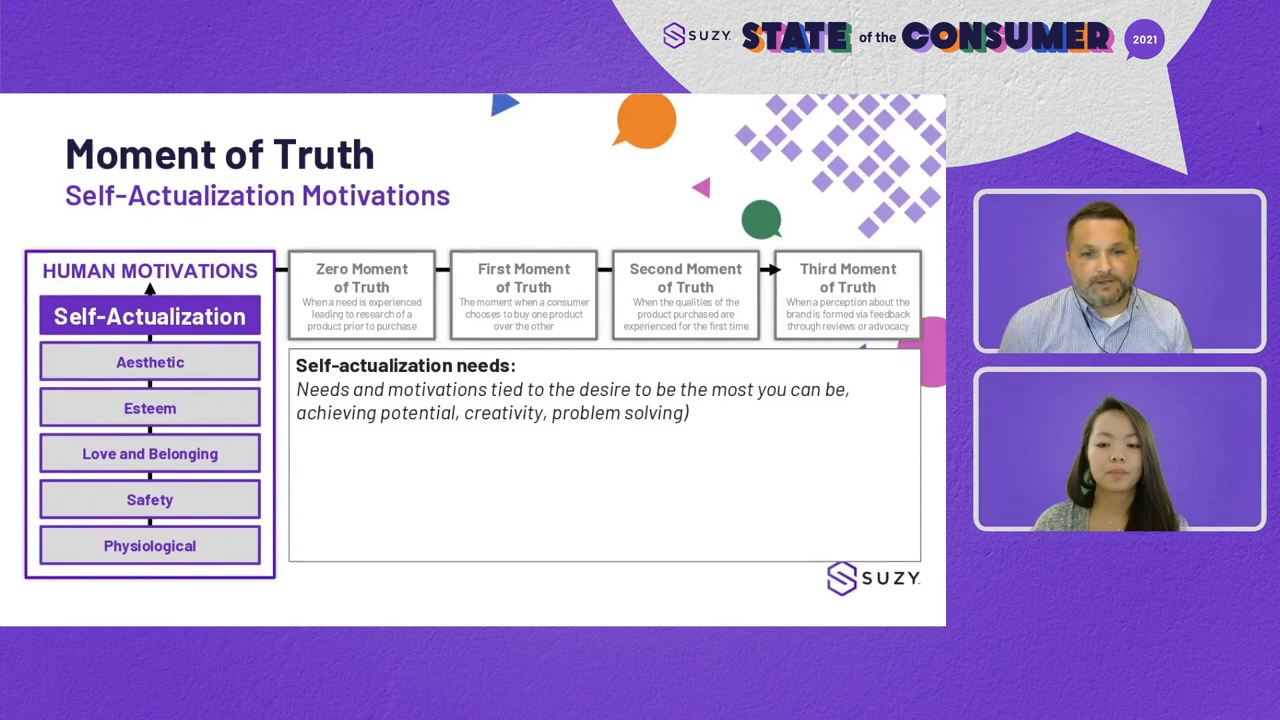 SUZY STATE of the CONSUMER 2021
Moment of Truth
Self-Actualization Motivations
HUMAN MOTIVATIONS
Self-Actualization
Aesthetic
Esteem
Love and Belonging
Safety
Physiological
Zero Moment
of Truth
When a need is experienced
leading to research of a
product prior to purchase
First Moment
of Truth
The moment when a consumer
chooses to buy one product
over the other
Second Moment
of Truth
When the qualities of the
product purchased are
experienced for the first time
Third Moment
of Truth
When a perception about the
brand is formed via feedback
through reviews or advocacy
Self-actualization needs:
Needs and motivations tied to the desire to be the most you can be,
achieving potential, creativity, problem solving)
SUZY